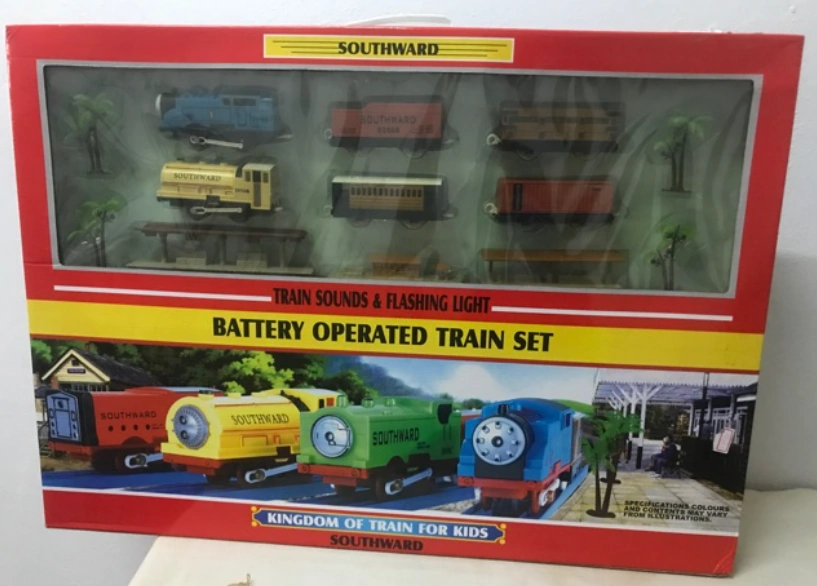 SOUTHWARD
SOUTHWARD
SOUTHWARD
TRAIN SOUNDS & FLASHING LIGHT
BATTERY OPERATED TRAIN SET
SOUTHWARD
SOUTHWARD
SOUTHWARD
SPECIFICATIONS COLOURS
AND CONTENTS MAY VARY
FROM ILLUSTRATIONS.
KINGDOM OF TRAIN FOR KIDS
SOUTHWARD